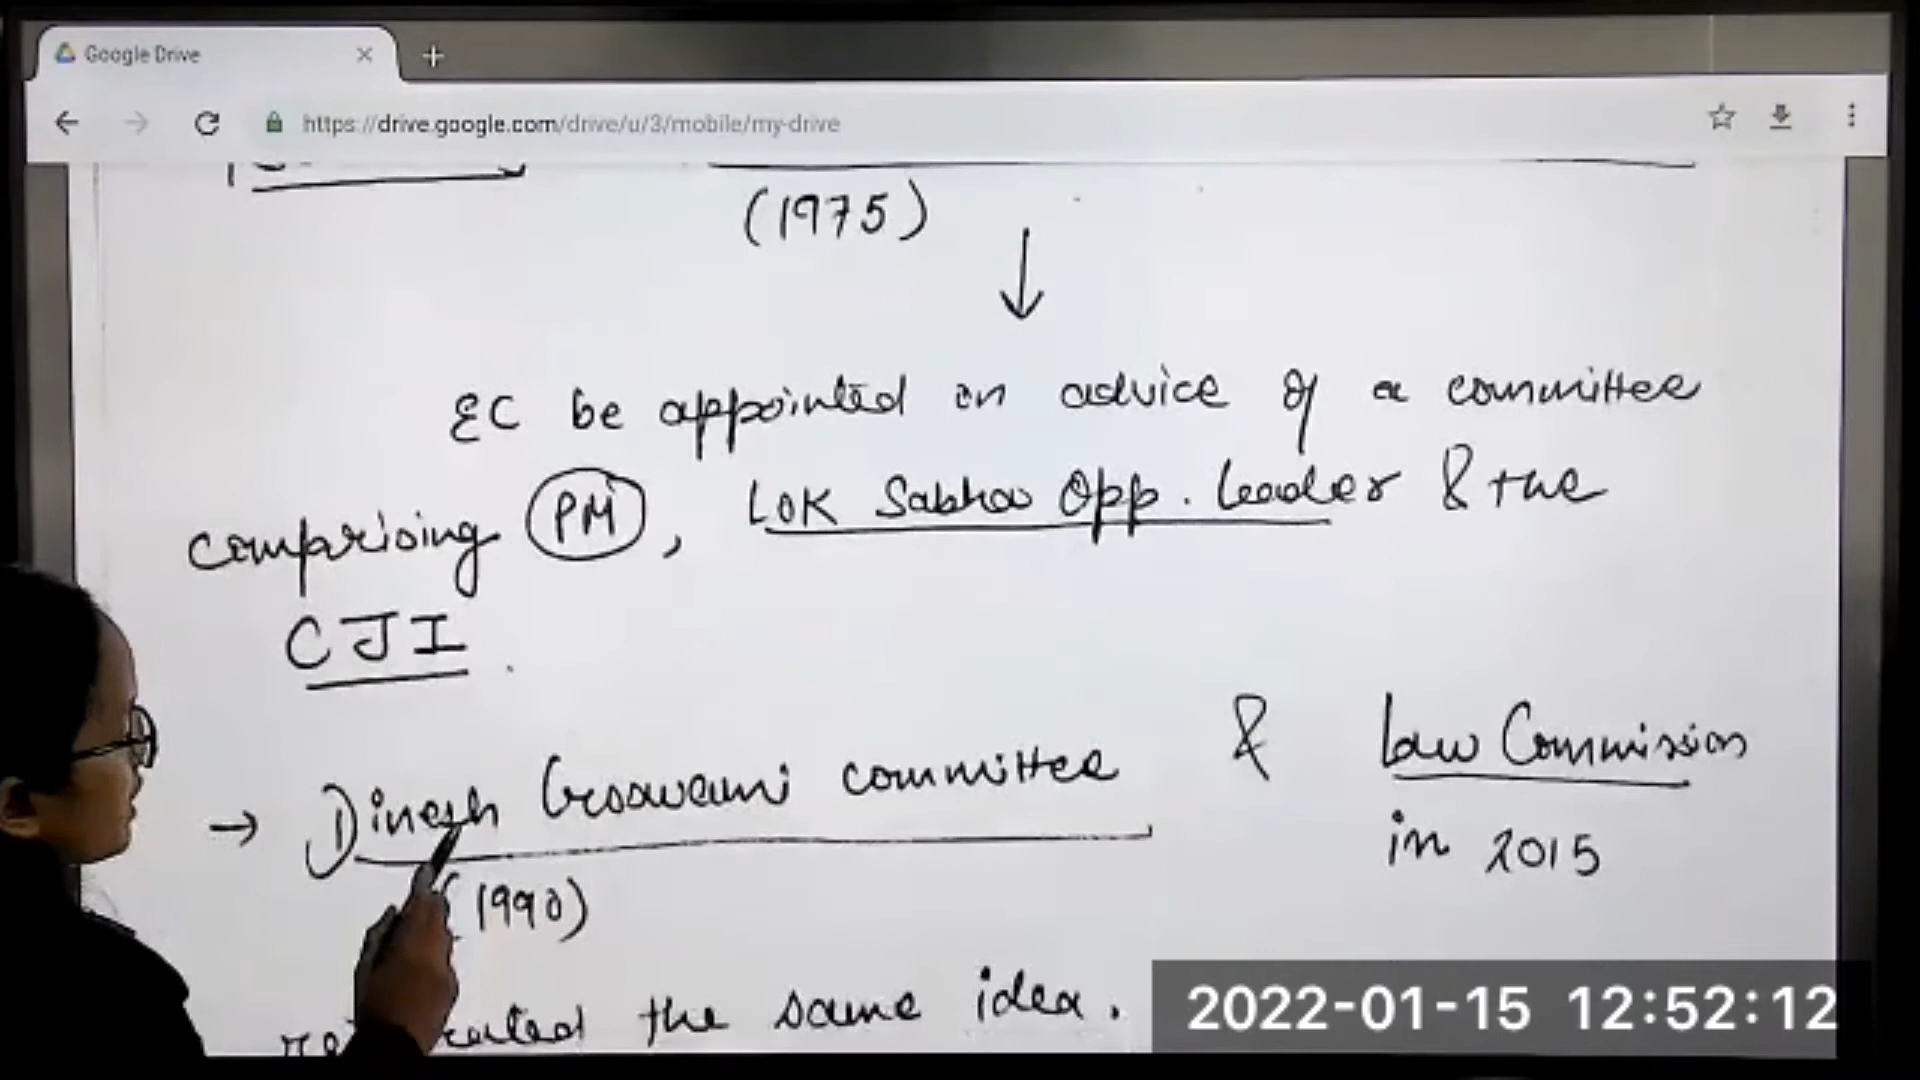 Google Drive
https://drive.google.com/drive/u/3/mobile/my-drive
(1975)
EC be appointed on advice of a committee
comprising PM, Lok Sabha Opp. Leader & the
CJI.
→ Dinesh Goswami committee & Law Commission
(1990) in 2015
the same idea.
2022-01-15 12:52:12